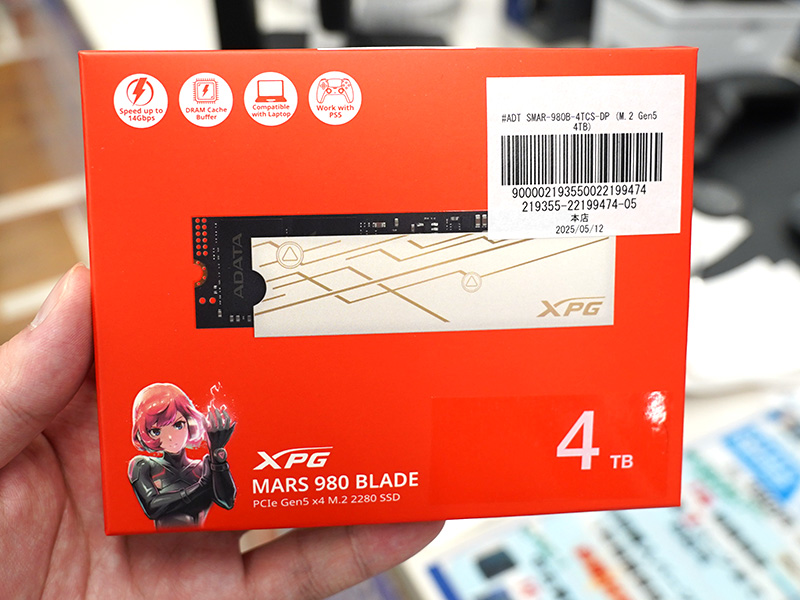 Speed up to
14Gbps
DRAM Cache
Buffer
Compatible
with Laptop
Work with
PS5
#ADT SMAR-980B-4TCS-DP (M.2 Gen5
4TB)
900002193550022199474
219355-22199474-05
本店
2025/05/12
ADATA
XPG
XPG
MARS 980 BLADE
PCIe Gen5 x4 M.2 2280 SSD
4 TB